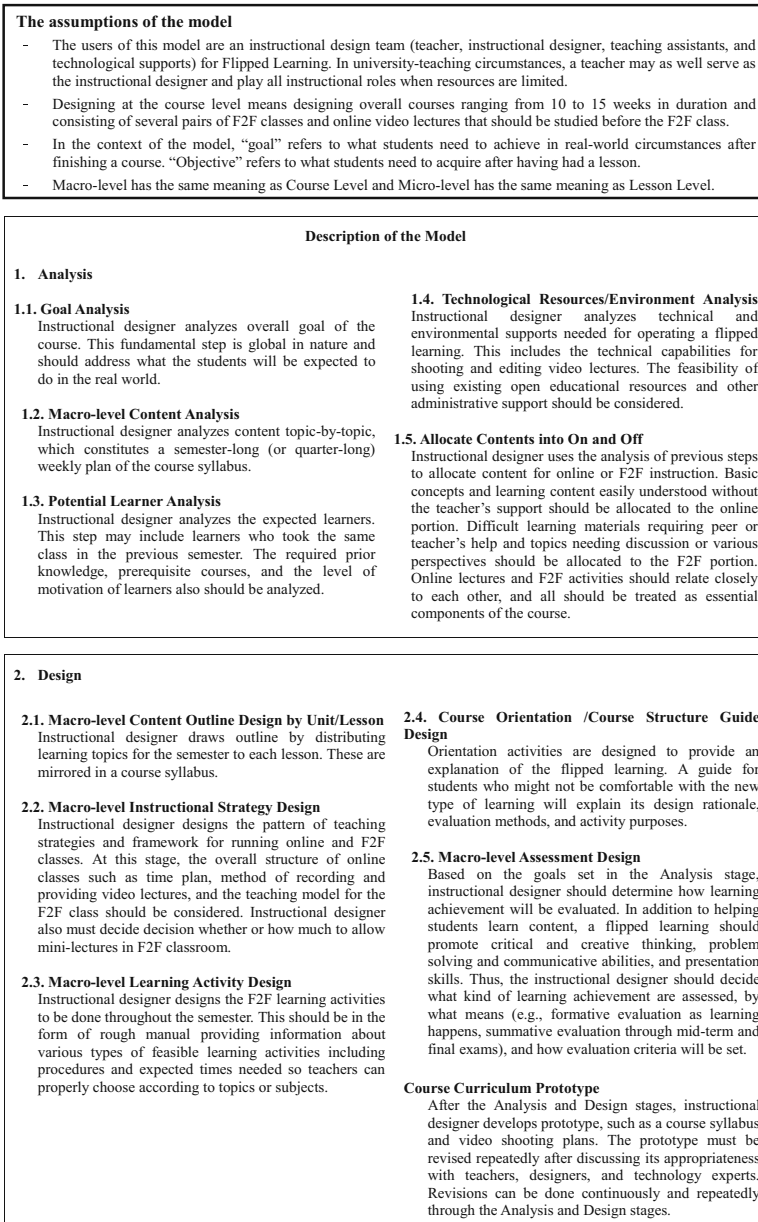 The assumptions of the model
- The users of this model are an instructional design team (teacher, instructional designer, teaching assistants, and
technological supports) for Flipped Learning. In university-teaching circumstances, a teacher may as well serve as
the instructional designer and play all instructional roles when resources are limited.
- Designing at the course level means designing overall courses ranging from 10 to 15 weeks in duration and
consisting of several pairs of F2F classes and online video lectures that should be studied before the F2F class.
- In the context of the model, “goal” refers to what students need to achieve in real-world circumstances after
finishing a course. “Objective” refers to what students need to acquire after having had a lesson.
- Macro-level has the same meaning as Course Level and Micro-level has the same meaning as Lesson Level.
Description of the Model
1. Analysis
1.1. Goal Analysis
Instructional designer analyzes overall goal of the
course. This fundamental step is global in nature and
should address what the students will be expected to
do in the real world.
1.2. Macro-level Content Analysis
Instructional designer analyzes content topic-by-topic,
which constitutes a semester-long (or quarter-long)
weekly plan of the course syllabus.
1.3. Potential Learner Analysis
Instructional designer analyzes the expected learners.
This step may include learners who took the same
class in the previous semester. The required prior
knowledge, prerequisite courses, and the level of
motivation of learners also should be analyzed.
1.4. Technological Resources/Environment Analysis
Instructional designer analyzes technical and
environmental supports needed for operating a flipped
learning. This includes the technical capabilities for
shooting and editing video lectures. The feasibility of
using existing open educational resources and other
administrative support should be considered.
1.5. Allocate Contents into On and Off
Instructional designer uses the analysis of previous steps
to allocate content for online or F2F instruction. Basic
concepts and learning content easily understood without
the teacher’s support should be allocated to the online
portion. Difficult learning materials requiring peer or
teacher’s help and topics needing discussion or various
perspectives should be allocated to the F2F portion.
Online lectures and F2F activities should relate closely
to each other, and all should be treated as essential
components of the course.
2. Design
2.1. Macro-level Content Outline Design by Unit/Lesson
Instructional designer draws outline by distributing
learning topics for the semester to each lesson. These are
mirrored in a course syllabus.
2.2. Macro-level Instructional Strategy Design
Instructional designer designs the pattern of teaching
strategies and framework for running online and F2F
classes. At this stage, the overall structure of online
classes such as time plan, method of recording and
providing video lectures, and the teaching model for the
F2F class should be considered. Instructional designer
also must decide decision whether or how much to allow
mini-lectures in F2F classroom.
2.3. Macro-level Learning Activity Design
Instructional designer designs the F2F learning activities
to be done throughout the semester. This should be in the
form of rough manual providing information about
various types of feasible learning activities including
procedures and expected times needed so teachers can
properly choose according to topics or subjects.
2.4. Course Orientation /Course Structure Guide
Design
Orientation activities are designed to provide an
explanation of the flipped learning. A guide for
students who might not be comfortable with the new
type of learning will explain its design rationale,
evaluation methods, and activity purposes.
2.5. Macro-level Assessment Design
Based on the goals set in the Analysis stage,
instructional designer should determine how learning
achievement will be evaluated. In addition to helping
students learn content, a flipped learning should
promote critical and creative thinking, problem
solving and communicative abilities, and presentation
skills. Thus, the instructional designer should decide
what kind of learning achievement are assessed, by
what means (e.g., formative evaluation as learning
happens, summative evaluation through mid-term and
final exams), and how evaluation criteria will be set.
Course Curriculum Prototype
After the Analysis and Design stages, instructional
designer develops prototype, such as a course syllabus
and video shooting plans. The prototype must be
revised repeatedly after discussing its appropriateness
with teachers, designers, and technology experts.
Revisions can be done continuously and repeatedly
through the Analysis and Design stages.